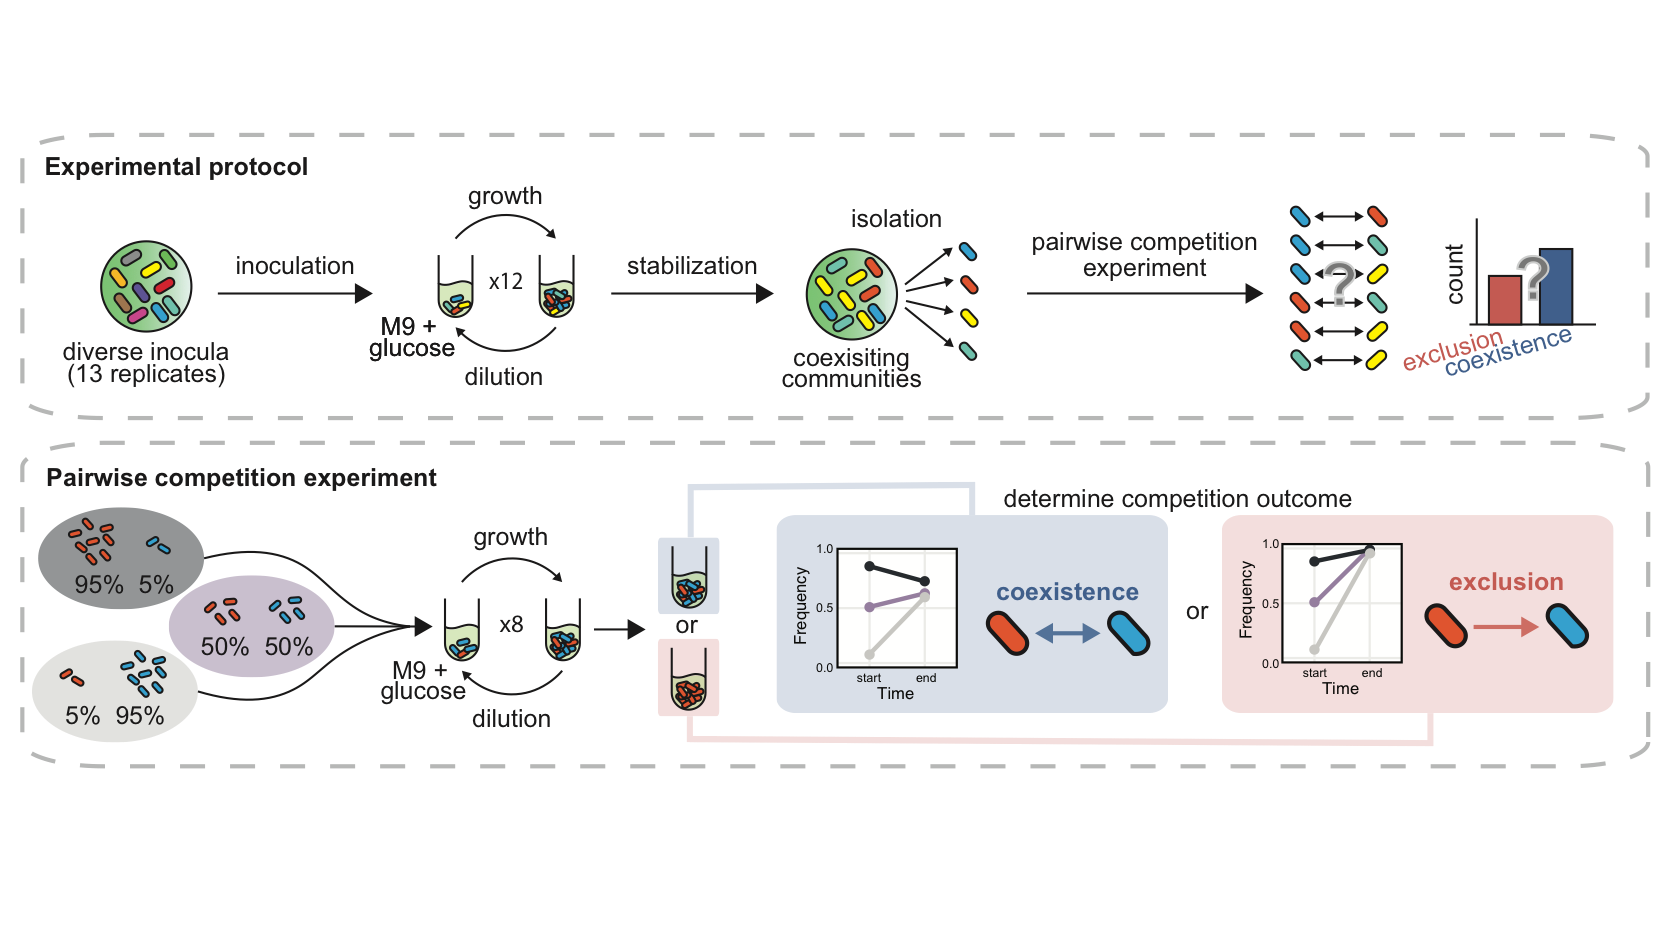 Experimental protocol
diverse inocula
(13 replicates)
inoculation
growth
x12
M9 +
glucose
dilution
stabilization
isolation
coexisiting
communities
pairwise competition
experiment
?
count
?
exclusion
coexistence
Pairwise competition experiment
95% 5%
50% 50%
5% 95%
growth
x8
M9 +
glucose
dilution
or
determine competition outcome
Frequency
1.0
0.5
0.0
start end
Time
coexistence
or
Frequency
1.0
0.5
0.0
start end
Time
exclusion